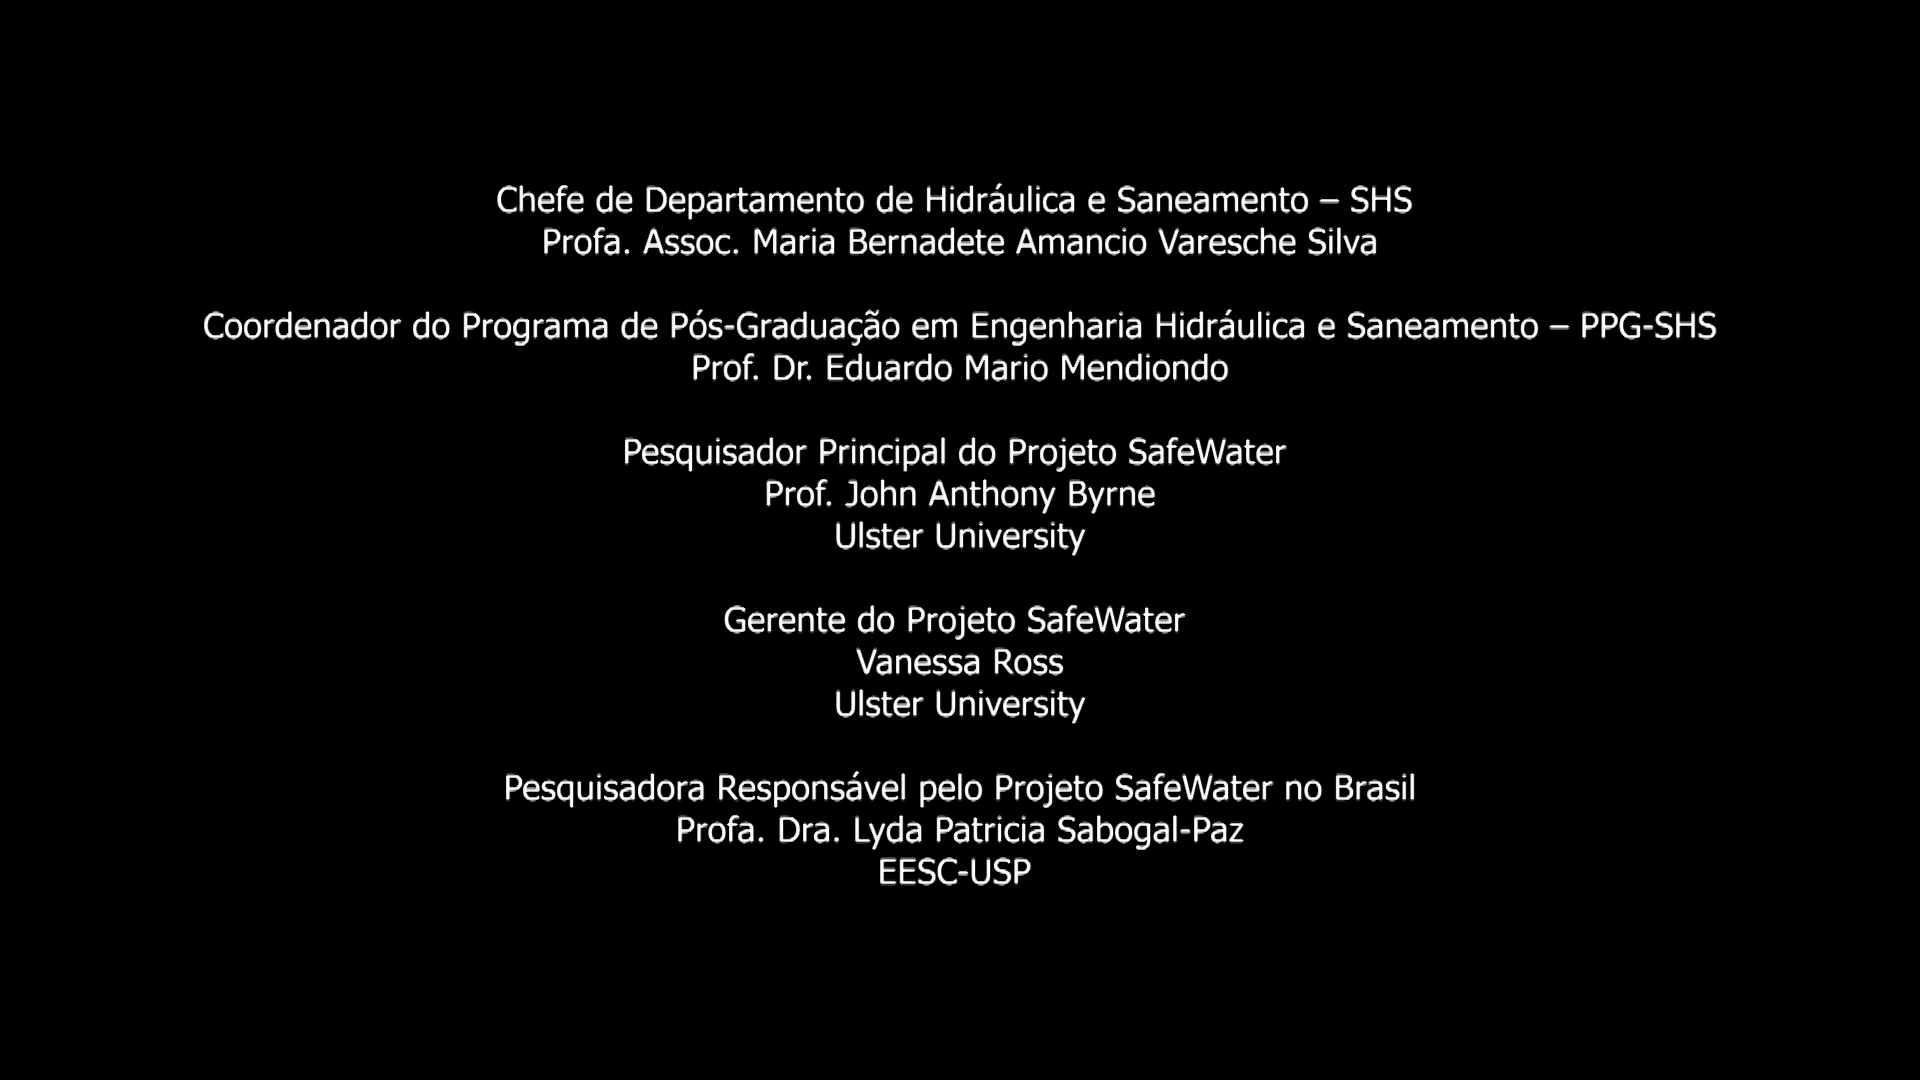 Chefe de Departamento de Hidráulica e Saneamento – SHS
Profa. Assoc. Maria Bernadete Amancio Varesche Silva
Coordenador do Programa de Pós-Graduação em Engenharia Hidráulica e Saneamento – PPG-SHS
Prof. Dr. Eduardo Mario Mendiondo
Pesquisador Principal do Projeto SafeWater
Prof. John Anthony Byrne
Ulster University
Gerente do Projeto SafeWater
Vanessa Ross
Ulster University
Pesquisadora Responsável pelo Projeto SafeWater no Brasil
Profa. Dra. Lyda Patricia Sabogal-Paz
EESC-USP